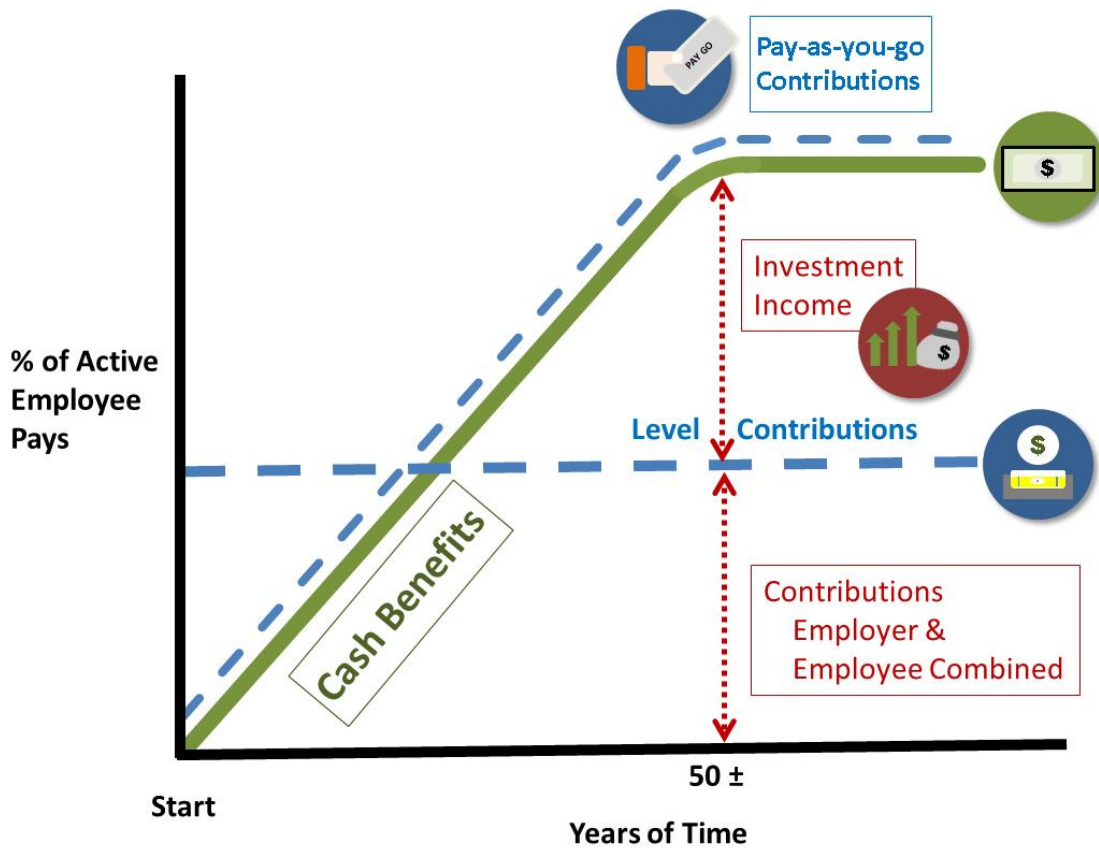 PAY GO
Pay-as-you-go
Contributions
$
Investment
Income
$
% of Active
Employee
Pays
Level Contributions
$
Cash Benefits
Contributions
Employer &
Employee Combined
50 ±
Start
Years of Time